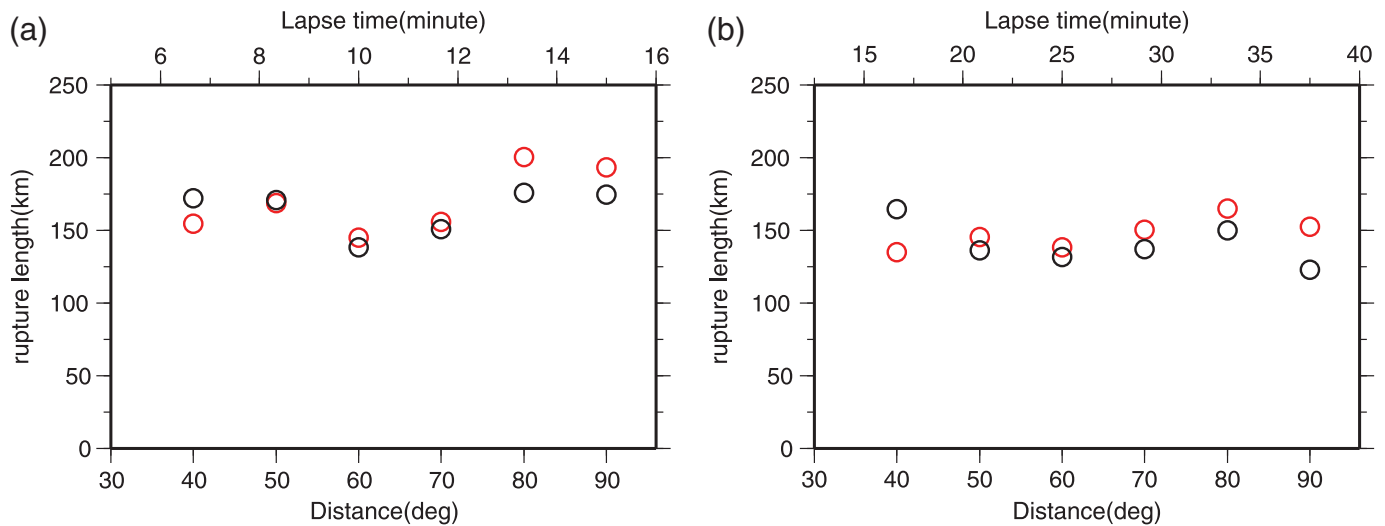 (a)
Lapse time(minute)
6 8 10 12 14 16
250
200
150
100
50
0
rupture length(km)
30 40 50 60 70 80 90
Distance(deg)
(b)
Lapse time(minute)
15 20 25 30 35 40
250
200
150
100
50
0
rupture length(km)
30 40 50 60 70 80 90
Distance(deg)